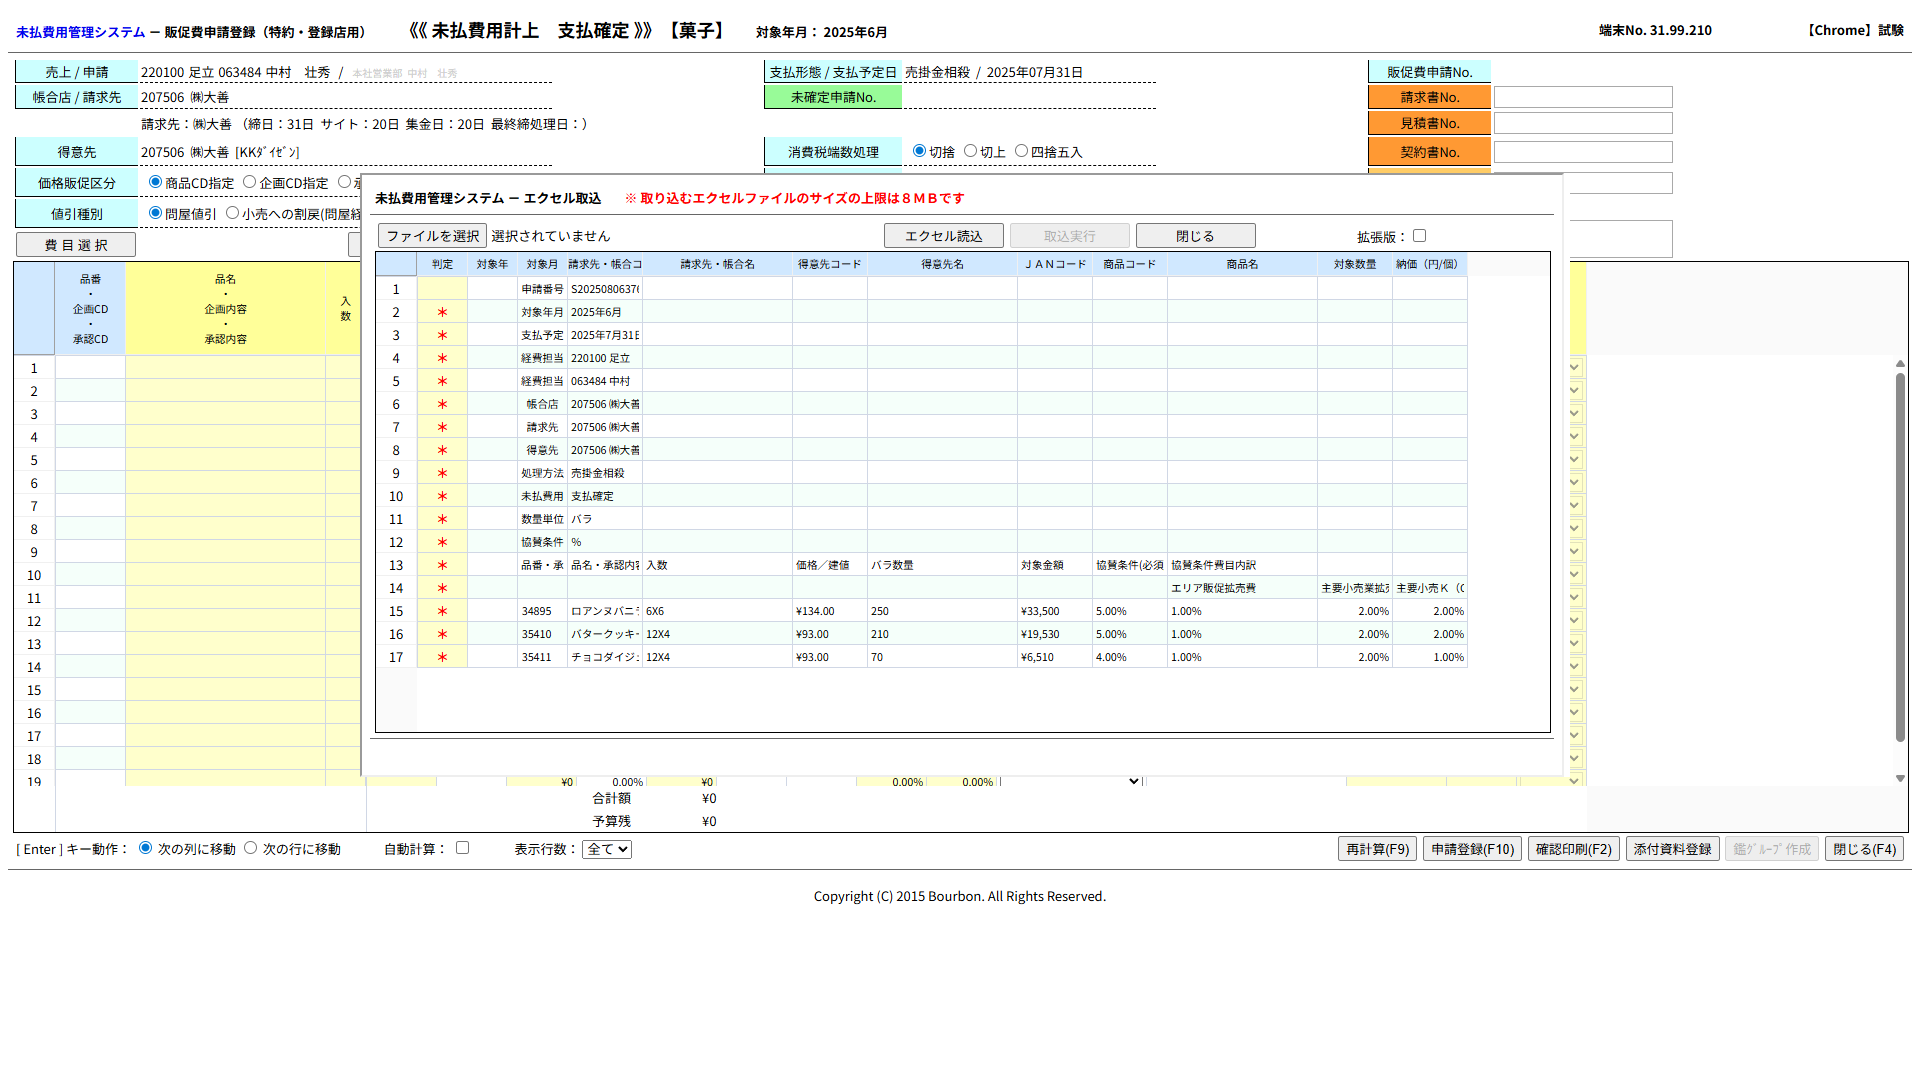 未払費用管理システム － 販促費申請登録（特約・登録店用） 《《 未払費用計上　支払確定 》》 【菓子】 対象年月： 2025年6月 端末No. 31.99.210 【Chrome】試験
売上 / 申請 220100 足立 063484 中村　壮秀 / 本社営業部 中村　壮秀 支払形態 / 支払予定日 売掛金相殺 / 2025年07月31日 販促費申請No.
帳合店 / 請求先 207506 ㈱大善 未確定申請No. 請求書No.
請求先：㈱大善 （締日：31日 サイト：20日 集金日：20日 最終締処理日：） 見積書No.
得意先 207506 ㈱大善 [KKﾀﾞｲｾﾞﾝ] 消費税端数処理 切捨 切上 四捨五入 契約書No.
価格販促区分 商品CD指定 企画CD指定
値引種別 問屋値引 小売への割戻(問屋経
費 目 選 択
未払費用管理システム － エクセル取込 ※ 取り込むエクセルファイルのサイズの上限は８ＭＢです
ファイルを選択 選択されていません エクセル読込 取込実行 閉じる 拡張版：
判定 対象年 対象月 請求先・帳合コ 請求先・帳合名 得意先コード 得意先名 ＪＡＮコード 商品コード 商品名 対象数量 納価（円/個）
1 申請番号 S2025080637
2 ＊ 対象年月 2025年6月
3 ＊ 支払予定 2025年7月31日
4 ＊ 経費担当 220100 足立
5 ＊ 経費担当 063484 中村
6 ＊ 帳合店 207506 ㈱大善
7 ＊ 請求先 207506 ㈱大善
8 ＊ 得意先 207506 ㈱大善
9 ＊ 処理方法 売掛金相殺
10 ＊ 未払費用 支払確定
11 ＊ 数量単位 バラ
12 ＊ 協賛条件 %
13 ＊ 品番・承 品名・承認内容 入数 価格／建値 バラ数量 対象金額 協賛条件(必須 協賛条件費目内訳
14 ＊ エリア販促拡売費 主要小売業拡売 主要小売Ｋ（
15 ＊ 34895 ロアンヌバニラ 6X6 ¥134.00 250 ¥33,500 5.00% 1.00% 2.00% 2.00%
16 ＊ 35410 バタークッキー 12X4 ¥93.00 210 ¥19,530 5.00% 1.00% 2.00% 2.00%
17 ＊ 35411 チョコダイジェ 12X4 ¥93.00 70 ¥6,510 4.00% 1.00% 2.00% 1.00%
品番
・
企画CD
・
承認CD
品名
・
企画内容
・
承認内容
入
数
1
2
3
4
5
6
7
8
9
10
11
12
13
14
15
16
17
18
19 ¥0 0.00% ¥0 0.00% 0.00%
合計額 ¥0
予算残 ¥0
[ Enter ] キー動作： 次の列に移動 次の行に移動 自動計算： 表示行数： 全て 再計算(F9) 申請登録(F10) 確認印刷(F2) 添付資料登録 鑑ｸﾞﾙｰﾌﾟ作成 閉じる(F4)
Copyright (C) 2015 Bourbon. All Rights Reserved.